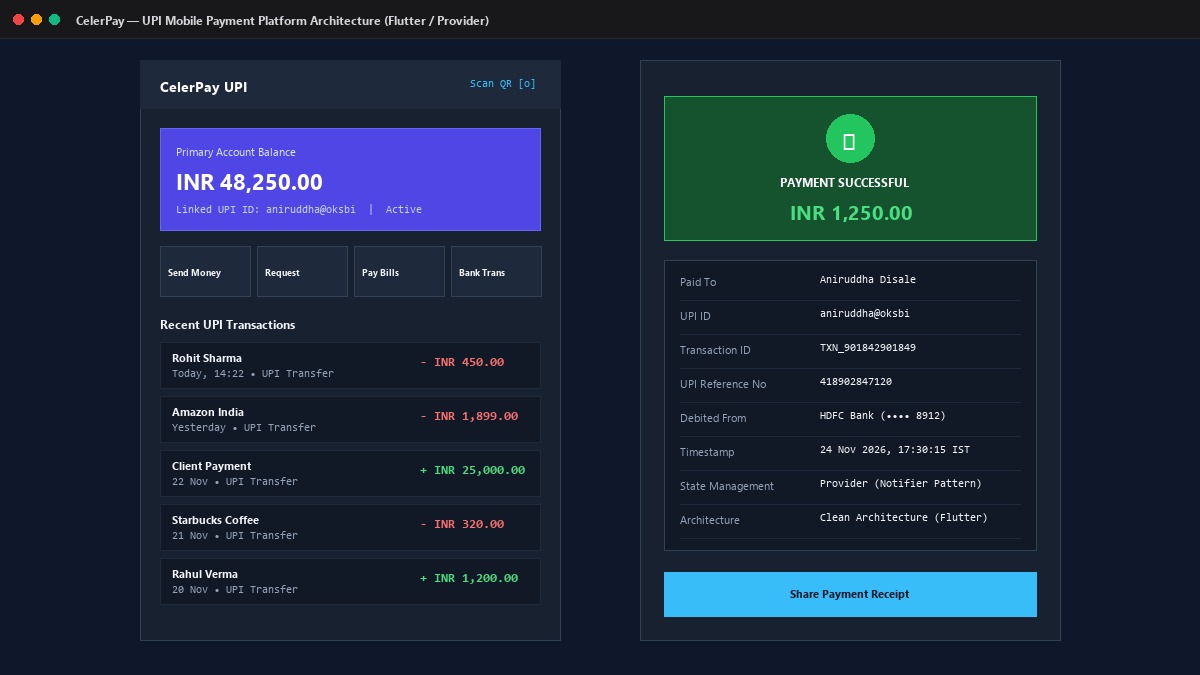 CelerPay — UPI Mobile Payment Platform Architecture (Flutter / Provider)
CelerPay UPI
Scan QR [o]
Primary Account Balance
INR 48,250.00
Linked UPI ID: aniruddha@oksbi | Active
Send Money
Request
Pay Bills
Bank Trans
Recent UPI Transactions
Rohit Sharma
- INR 450.00
Today, 14:22 • UPI Transfer
Amazon India
- INR 1,899.00
Yesterday • UPI Transfer
Client Payment
+ INR 25,000.00
22 Nov • UPI Transfer
Starbucks Coffee
- INR 320.00
21 Nov • UPI Transfer
Rahul Verma
+ INR 1,200.00
20 Nov • UPI Transfer
PAYMENT SUCCESSFUL
INR 1,250.00
Paid To Aniruddha Disale
UPI ID aniruddha@oksbi
Transaction ID TXN_901842901849
UPI Reference No 418902847120
Debited From HDFC Bank (•••• 8912)
Timestamp 24 Nov 2026, 17:30:15 IST
State Management Provider (Notifier Pattern)
Architecture Clean Architecture (Flutter)
Share Payment Receipt